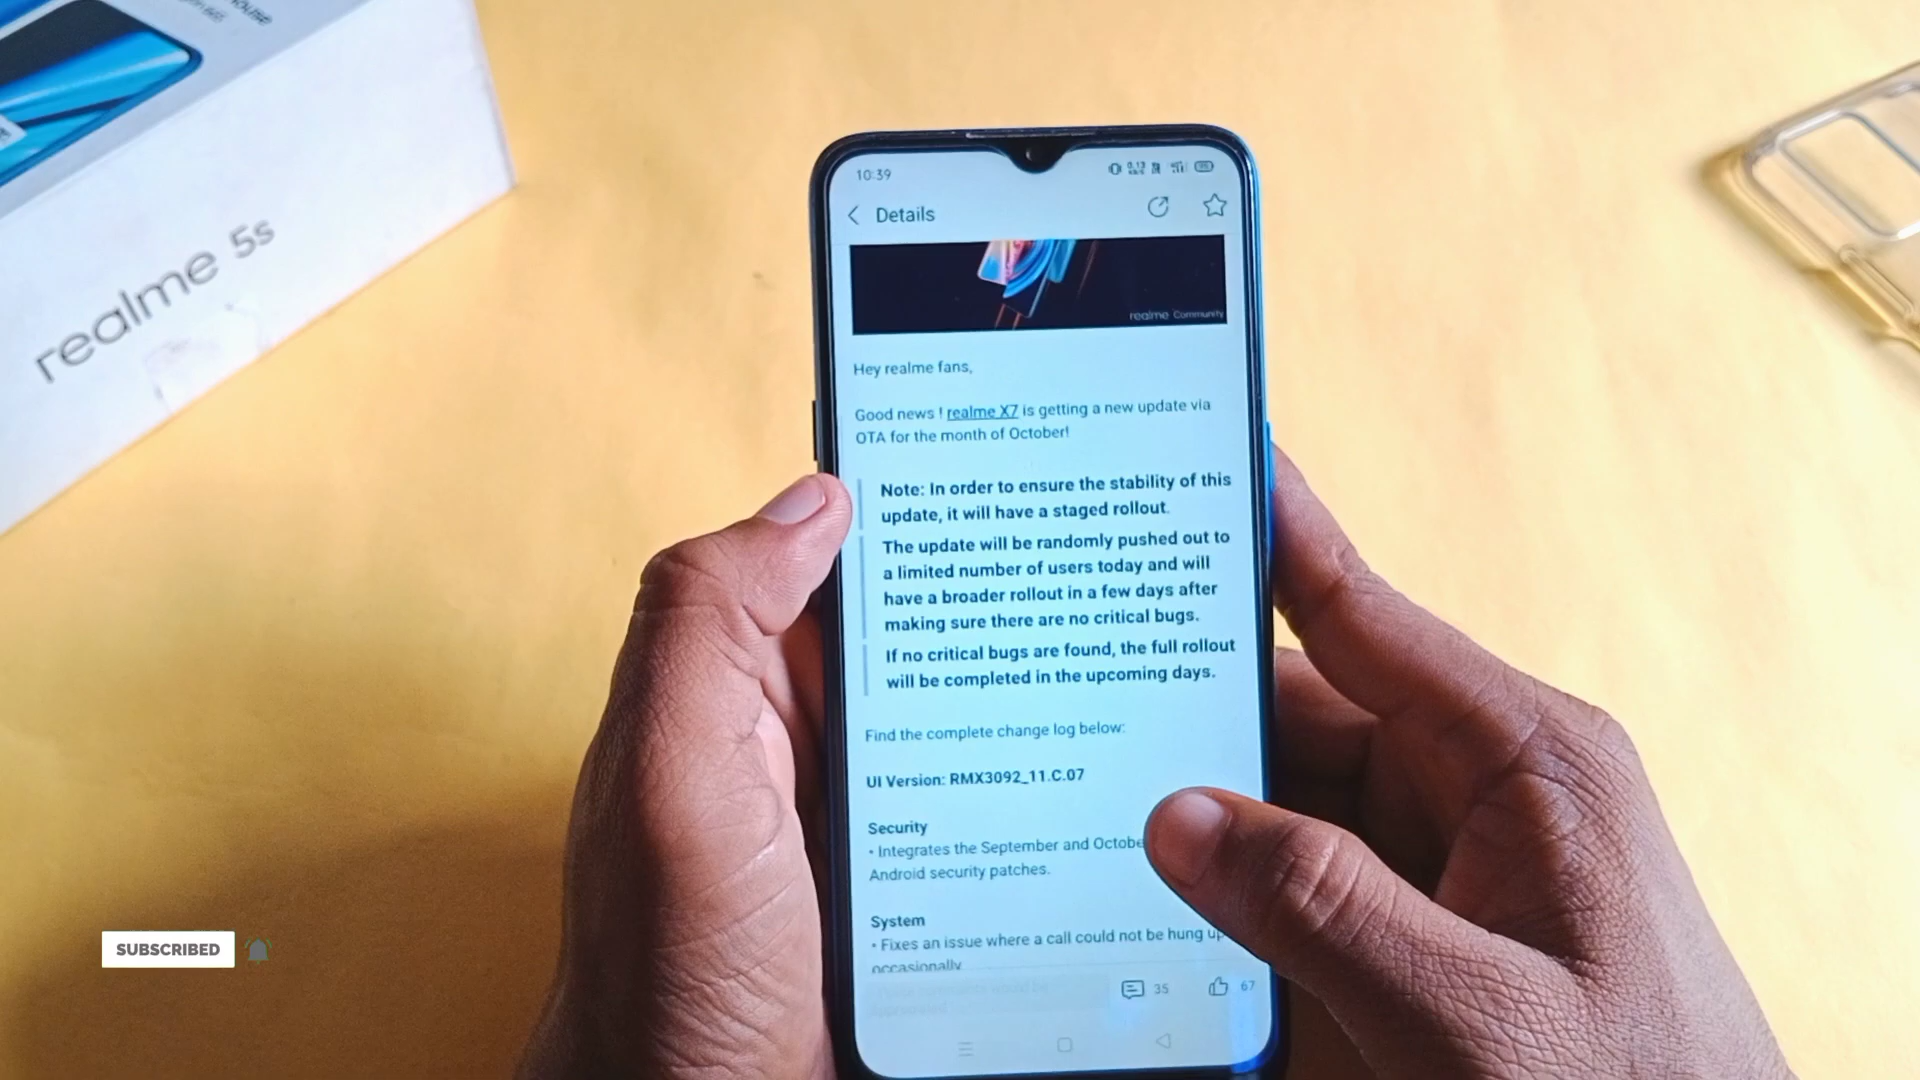 realme 5s
10:39
Details
realme Community
Hey realme fans,
Good news ! realme X7 is getting a new update via
OTA for the month of October!
Note: In order to ensure the stability of this
update, it will have a staged rollout.
The update will be randomly pushed out to
a limited number of users today and will
have a broader rollout in a few days after
making sure there are no critical bugs.
If no critical bugs are found, the full rollout
will be completed in the upcoming days.
Find the complete change log below:
UI Version: RMX3092_11.C.07
Security
• Integrates the September and Octobe
Android security patches.
System
• Fixes an issue where a call could not be hung up
occasionally
35
67
SUBSCRIBED